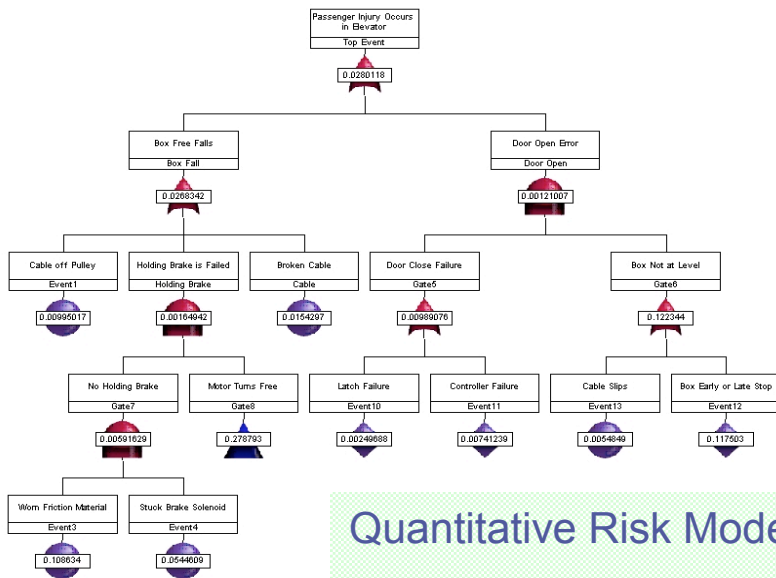 Passenger Injury Occurs
in Elevator
Top Event
0.0280118
Box Free Falls
Box Fall
0.0268342
Door Open Error
Door Open
0.00121007
Cable off Pulley
Event1
0.00995017
Holding Brake is Failed
Holding Brake
0.00164942
Broken Cable
Cable
0.0154297
Door Close Failure
Gate5
0.00989076
Box Not at Level
Gate6
0.122344
No Holding Brake
Gate7
0.00591629
Motor Turns Free
Gate8
0.278793
Latch Failure
Event10
0.00249688
Controller Failure
Event11
0.00741239
Cable Slips
Event13
0.0054849
Box Early or Late Stop
Event12
0.117503
Worn Friction Material
Event3
0.108634
Stuck Brake Solenoid
Event4
0.0544609
Quantitative Risk Mode